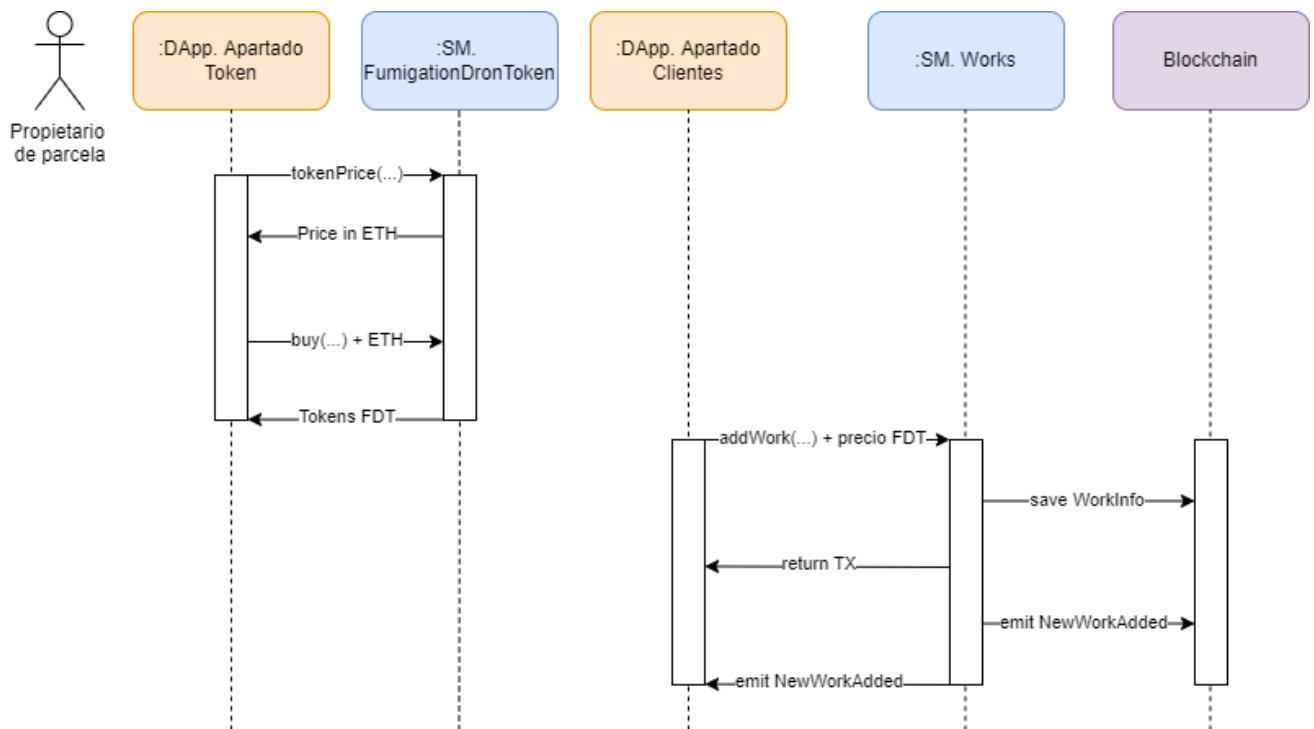 :DApp. Apartado
Token
:SM.
FumigationDronToken
:DApp. Apartado
Clientes
:SM. Works
Blockchain
Propietario
de parcela
tokenPrice(...)
Price in ETH
buy(...) + ETH
Tokens FDT
addWork(...) + precio FDT
save WorkInfo
return TX
emit NewWorkAdded
emit NewWorkAdded